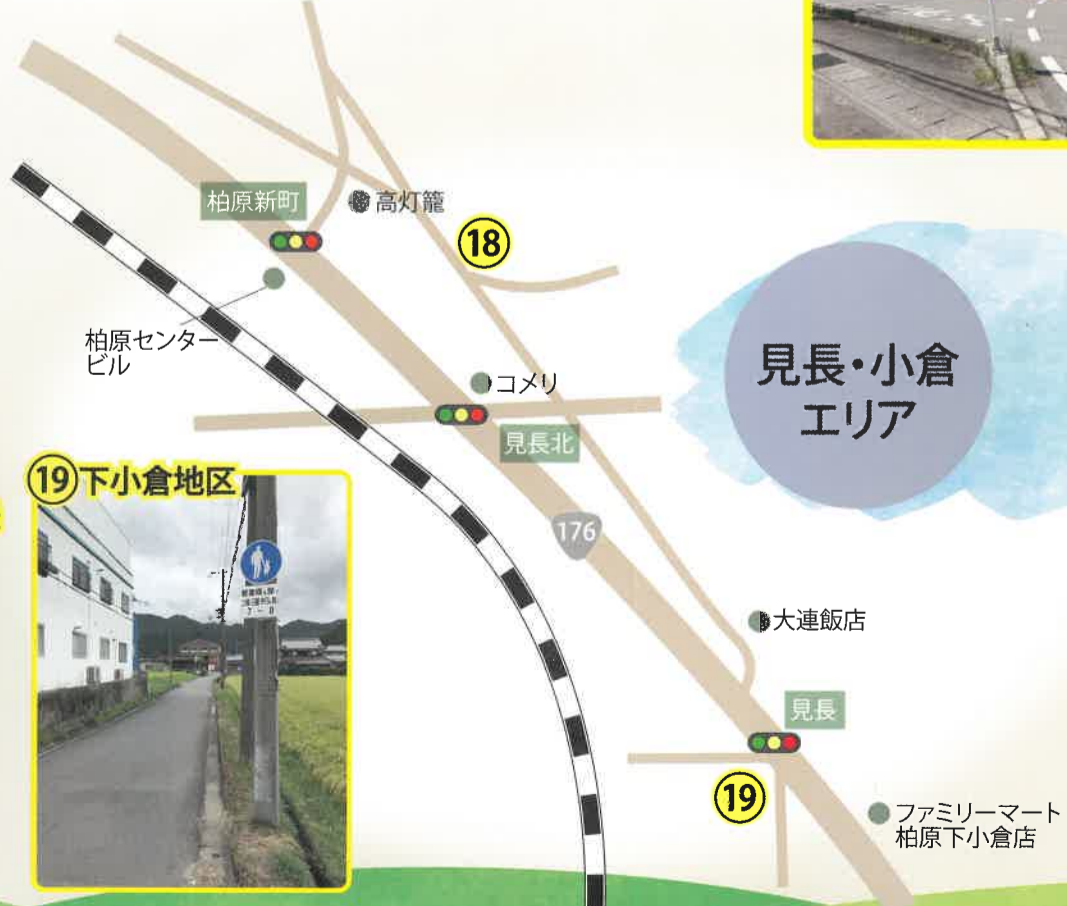 柏原新町
高灯籠
⑱
柏原センター
ビル
コメリ
見長・小倉
エリア
見長北
⑲下小倉地区
176
大連飯店
見長
⑲
ファミリーマート
柏原下小倉店